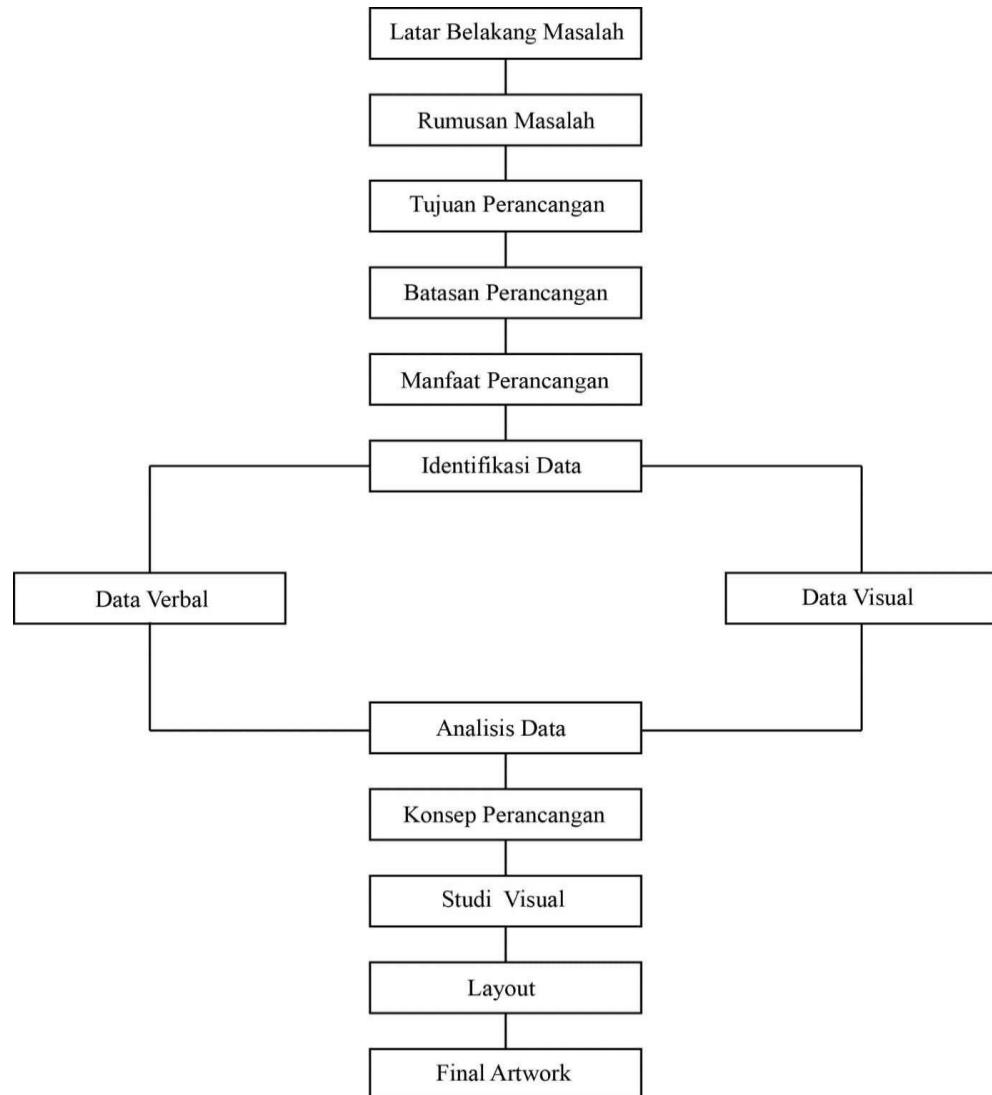 Latar Belakang Masalah
Rumusan Masalah
Tujuan Perancangan
Batasan Perancangan
Manfaat Perancangan
Identifikasi Data
Data Verbal
Data Visual
Analisis Data
Konsep Perancangan
Studi  Visual
Layout
Final Artwork